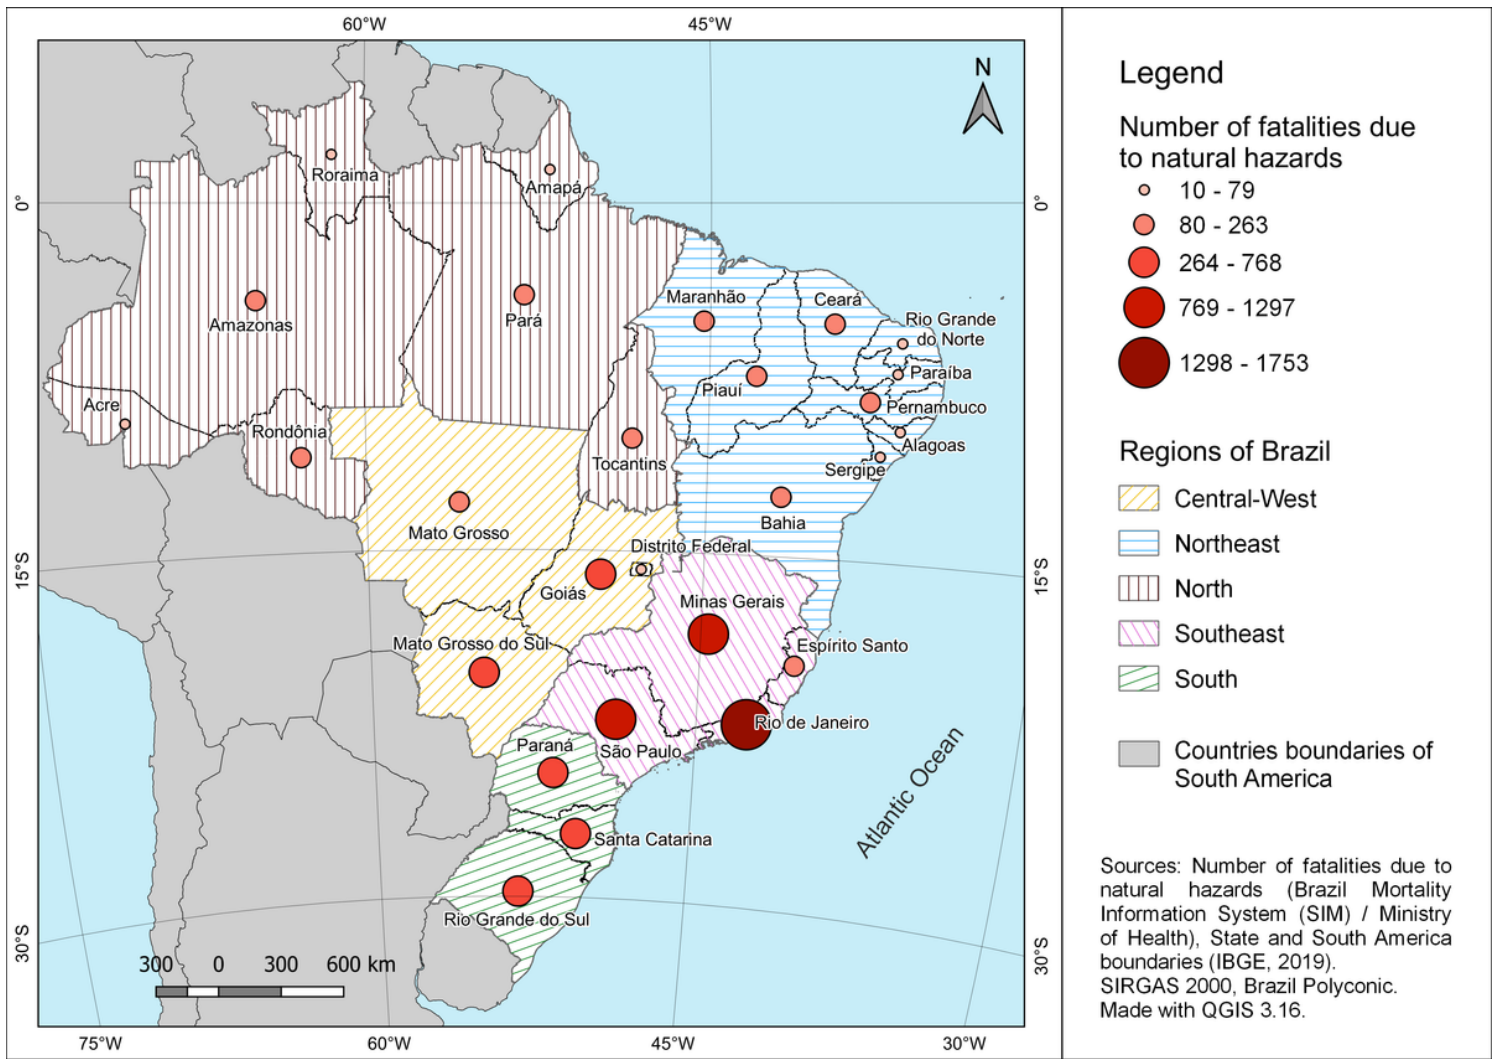 60°W
45°W
N
Roraima
Amapá
0°
0°
Maranhão
Ceará
Amazonas
Pará
Rio Grande
do Norte
Paraíba
Piauí
Pernambuco
Acre
Rondônia
Alagoas
Tocantins
Sergipe
Mato Grosso
Bahia
Distrito Federal
15°S
15°S
Goiás
Minas Gerais
Mato Grosso do Sul
Espírito Santo
Rio de Janeiro
Paraná
São Paulo
Atlantic Ocean
Santa Catarina
Rio Grande do Sul
30°S
30°S
300 0 300 600 km
75°W
60°W
45°W
30°W
Legend
Number of fatalities due
to natural hazards
10 - 79
80 - 263
264 - 768
769 - 1297
1298 - 1753
Regions of Brazil
Central-West
Northeast
North
Southeast
South
Countries boundaries of
South America
Sources: Number of fatalities due to
natural hazards (Brazil Mortality
Information System (SIM) / Ministry
of Health), State and South America
boundaries (IBGE, 2019).
SIRGAS 2000, Brazil Polyconic.
Made with QGIS 3.16.